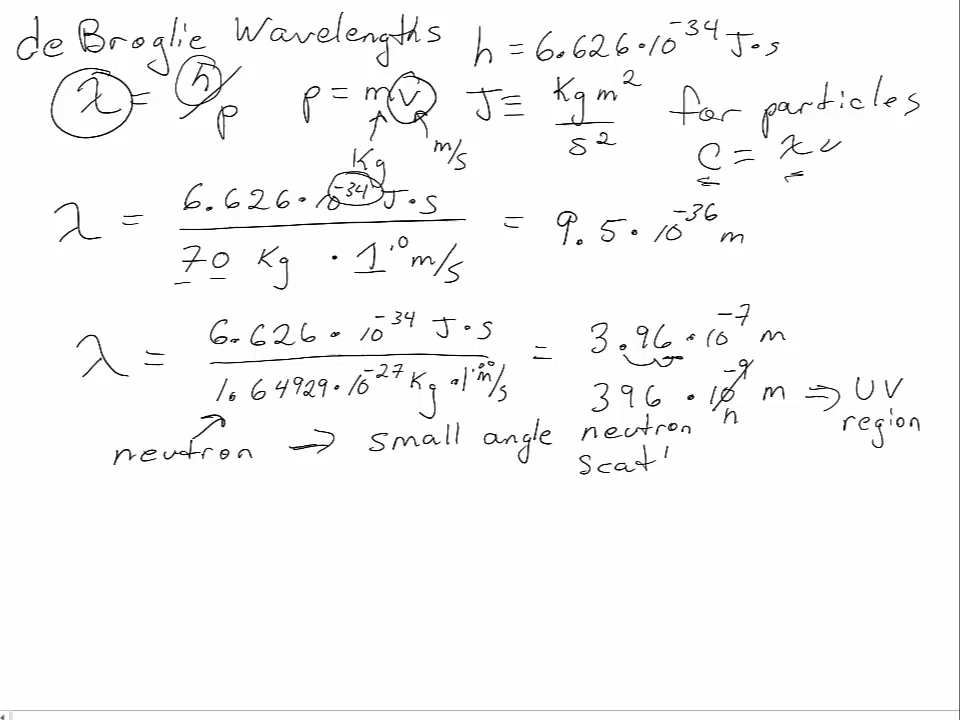 de Broglie Wavelengths h = 6.626·10^-34 J·s
λ = h/p p = mv J ≡ Kg m^2 / s^2 for particles
Kg m/s c = λν
λ = 6.626·10^-34 J·s / 70 Kg · 1.0 m/s = 9.5·10^-36 m
λ = 6.626·10^-34 J·s / 1.64929·10^-27 Kg · 1.00 m/s = 3.96·10^-7 m
396 · 10^-9 m ⇒ UV
n region
neutron → small angle neutron
scat